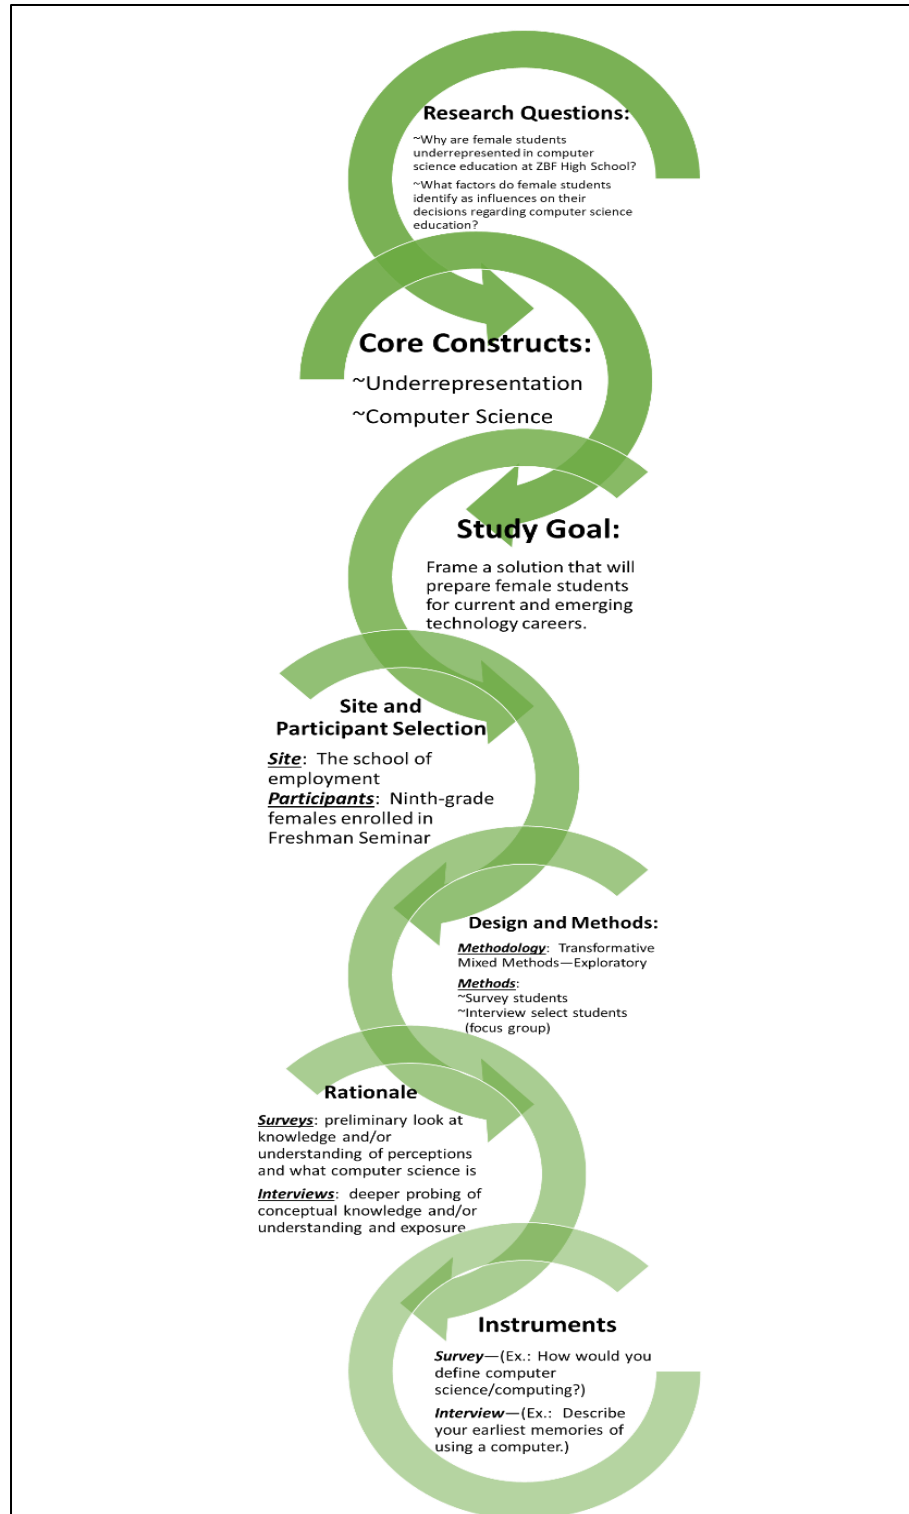 Research Questions:
~Why are female students
underrepresented in computer
science education at ZBF High School?
~What factors do female students
identify as influences on their
decisions regarding computer science
education?
Core Constructs:
~Underrepresentation
~Computer Science
Study Goal:
Frame a solution that will
prepare female students
for current and emerging
technology careers.
Site and
Participant Selection
Site: The school of
employment
Participants: Ninth-grade
females enrolled in
Freshman Seminar
Design and Methods:
Methodology: Transformative
Mixed Methods—Exploratory
Methods:
~Survey students
~Interview select students
(focus group)
Rationale
Surveys: preliminary look at
knowledge and/or
understanding of perceptions
and what computer science is
Interviews: deeper probing of
conceptual knowledge and/or
understanding and exposure
Instruments
Survey—(Ex.: How would you
define computer
science/computing?)
Interview—(Ex.: Describe
your earliest memories of
using a computer.)